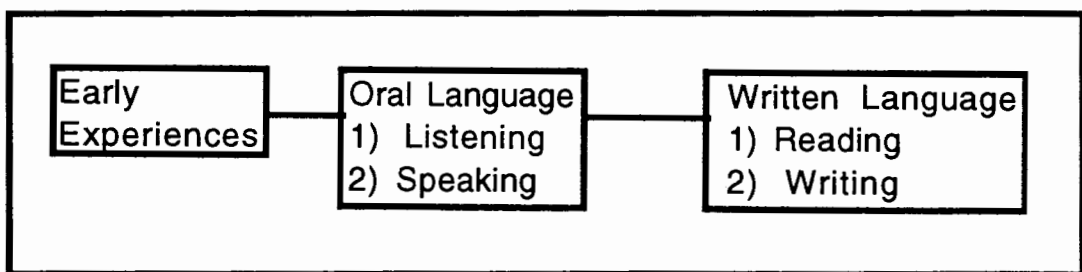 Early
Experiences
Oral Language
1) Listening
2) Speaking
Written Language
1) Reading
2) Writing